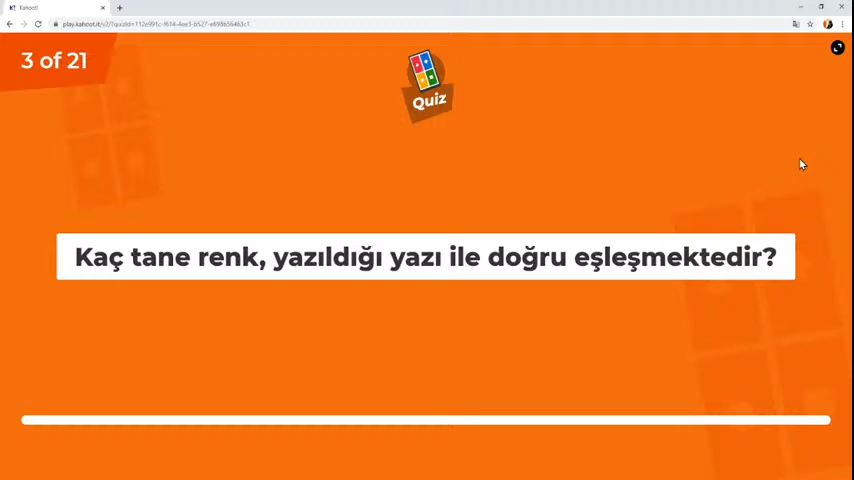 Kahoot!
play.kahoot.it/v2/?quizId=112e991c-f614-4ee3-b527-e698b56463c1
3 of 21
Quiz
Kaç tane renk, yazıldığı yazı ile doğru eşleşmektedir?